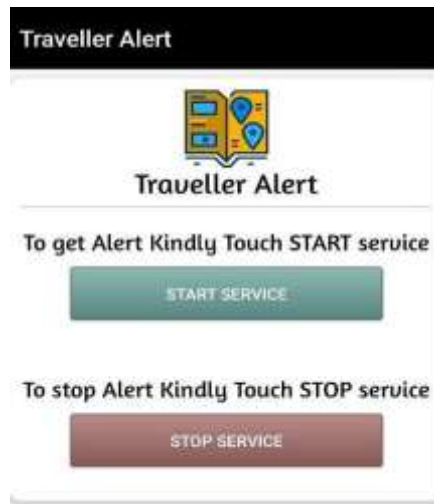 Traveller Alert
Traveller Alert
To get Alert Kindly Touch START service
START SERVICE
To stop Alert Kindly Touch STOP service
STOP SERVICE